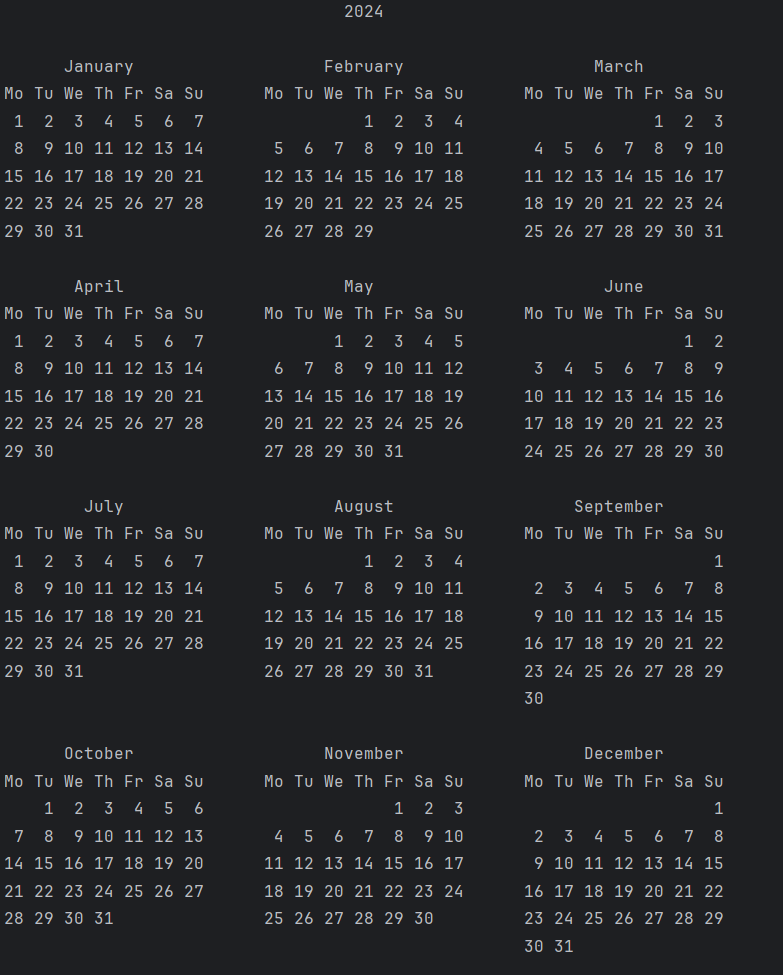 2024

      January                   February                   March
Mo Tu We Th Fr Sa Su      Mo Tu We Th Fr Sa Su      Mo Tu We Th Fr Sa Su
 1  2  3  4  5  6  7                1  2  3  4                   1  2  3
 8  9 10 11 12 13 14       5  6  7  8  9 10 11       4  5  6  7  8  9 10
15 16 17 18 19 20 21      12 13 14 15 16 17 18      11 12 13 14 15 16 17
22 23 24 25 26 27 28      19 20 21 22 23 24 25      18 19 20 21 22 23 24
29 30 31                  26 27 28 29               25 26 27 28 29 30 31

       April                      May                       June
Mo Tu We Th Fr Sa Su      Mo Tu We Th Fr Sa Su      Mo Tu We Th Fr Sa Su
 1  2  3  4  5  6  7             1  2  3  4  5                      1  2
 8  9 10 11 12 13 14       6  7  8  9 10 11 12       3  4  5  6  7  8  9
15 16 17 18 19 20 21      13 14 15 16 17 18 19      10 11 12 13 14 15 16
22 23 24 25 26 27 28      20 21 22 23 24 25 26      17 18 19 20 21 22 23
29 30                     27 28 29 30 31            24 25 26 27 28 29 30

        July                     August                  September
Mo Tu We Th Fr Sa Su      Mo Tu We Th Fr Sa Su      Mo Tu We Th Fr Sa Su
 1  2  3  4  5  6  7                1  2  3  4                         1
 8  9 10 11 12 13 14       5  6  7  8  9 10 11       2  3  4  5  6  7  8
15 16 17 18 19 20 21      12 13 14 15 16 17 18       9 10 11 12 13 14 15
22 23 24 25 26 27 28      19 20 21 22 23 24 25      16 17 18 19 20 21 22
29 30 31                  26 27 28 29 30 31         23 24 25 26 27 28 29
                                                    30

      October                   November                  December
Mo Tu We Th Fr Sa Su      Mo Tu We Th Fr Sa Su      Mo Tu We Th Fr Sa Su
    1  2  3  4  5  6                   1  2  3                         1
 7  8  9 10 11 12 13       4  5  6  7  8  9 10       2  3  4  5  6  7  8
14 15 16 17 18 19 20      11 12 13 14 15 16 17       9 10 11 12 13 14 15
21 22 23 24 25 26 27      18 19 20 21 22 23 24      16 17 18 19 20 21 22
28 29 30 31               25 26 27 28 29 30         23 24 25 26 27 28 29
                                                    30 31